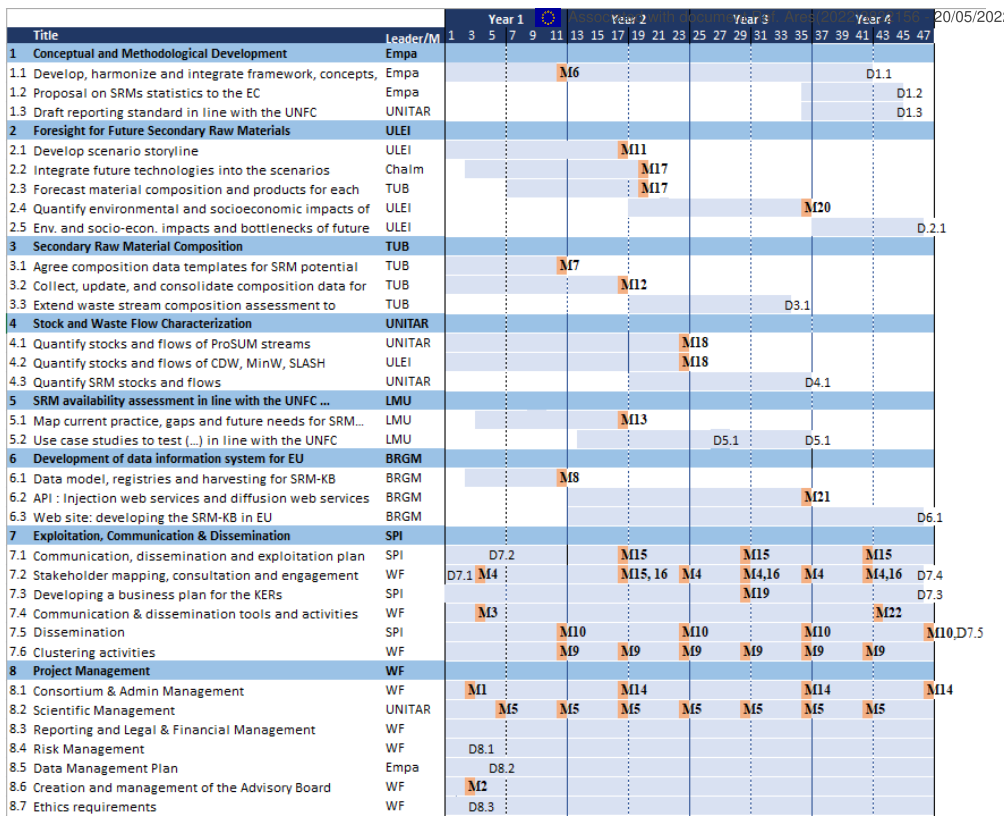 Year 1 Associated with document Ref. Ares(2022) 156 - 20/05/202
Year 3 Year 4
Title Leader/M 1 3 5 7 9 11 13 15 17 19 21 23 25 27 29 31 33 35 37 39 41 43 45 47
1 Conceptual and Methodological Development Empa
1.1 Develop, harmonize and integrate framework, concepts, Empa M6 D1.1
1.2 Proposal on SRMs statistics to the EC Empa D1.2
1.3 Draft reporting standard in line with the UNFC UNITAR D1.3
2 Foresight for Future Secondary Raw Materials ULEI
2.1 Develop scenario storyline ULEI M11
2.2 Integrate future technologies into the scenarios Chalm M17
2.3 Forecast material composition and products for each TUB M17
2.4 Quantify environmental and socioeconomic impacts of ULEI M20
2.5 Env. and socio-econ. impacts and bottlenecks of future ULEI D.2.1
3 Secondary Raw Material Composition TUB
3.1 Agree composition data templates for SRM potential TUB M7
3.2 Collect, update, and consolidate composition data for TUB M12
3.3 Extend waste stream composition assessment to TUB D3.1
4 Stock and Waste Flow Characterization UNITAR
4.1 Quantify stocks and flows of ProSUM streams UNITAR M18
4.2 Quantify stocks and flows of CDW, MinW, SLASH ULEI M18
4.3 Quantify SRM stocks and flows UNITAR D4.1
5 SRM availability assessment in line with the UNFC ... LMU
5.1 Map current practice, gaps and future needs for SRM... LMU M13
5.2 Use case studies to test (...) in line with the UNFC LMU D5.1 D5.1
6 Development of data information system for EU BRGM
6.1 Data model, registries and harvesting for SRM-KB BRGM M8
6.2 API : Injection web services and diffusion web services BRGM M21
6.3 Web site: developing the SRM-KB in EU BRGM D6.1
7 Exploitation, Communication & Dissemination SPI
7.1 Communication, dissemination and exploitation plan SPI D7.2 M15 M15 M15
7.2 Stakeholder mapping, consultation and engagement WF D7.1 M4 M15, 16 M4 M4,16 M4 M4,16 D7.4
7.3 Developing a business plan for the KERs SPI M19 D7.3
7.4 Communication & dissemination tools and activities WF M3 M22
7.5 Dissemination SPI M10 M10 M10 M10,D7.5
7.6 Clustering activities WF M9 M9 M9 M9 M9 M9
8 Project Management WF
8.1 Consortium & Admin Management WF M1 M14 M14 M14
8.2 Scientific Management UNITAR M5 M5 M5 M5 M5 M5 M5
8.3 Reporting and Legal & Financial Management WF
8.4 Risk Management WF D8.1
8.5 Data Management Plan Empa D8.2
8.6 Creation and management of the Advisory Board WF M2
8.7 Ethics requirements WF D8.3